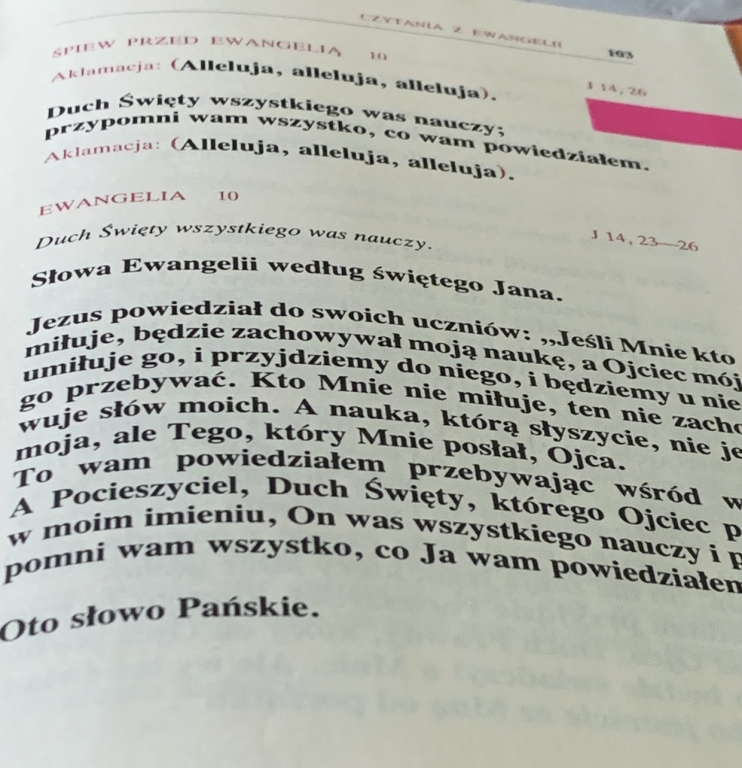 CZYTANIA Z EWANGELII 103
ŚPIEW PRZED EWANGELIĄ 10 J 14, 26
Aklamacja: (Alleluja, alleluja, alleluja).
Duch Święty wszystkiego was nauczy;
przypomni wam wszystko, co wam powiedziałem.
Aklamacja: (Alleluja, alleluja, alleluja).
EWANGELIA 10 J 14, 23—26
Duch Święty wszystkiego was nauczy.
Słowa Ewangelii według świętego Jana.
Jezus powiedział do swoich uczniów: „Jeśli Mnie kto
miłuje, będzie zachowywał moją naukę, a Ojciec mój
umiłuje go, i przyjdziemy do niego, i będziemy u nie
go przebywać. Kto Mnie nie miłuje, ten nie zacho
wuje słów moich. A nauka, którą słyszycie, nie je
moja, ale Tego, który Mnie posłał, Ojca.
To wam powiedziałem przebywając wśród w
A Pocieszyciel, Duch Święty, którego Ojciec p
w moim imieniu, On was wszystkiego nauczy i p
pomni wam wszystko, co Ja wam powiedziałem
Oto słowo Pańskie.